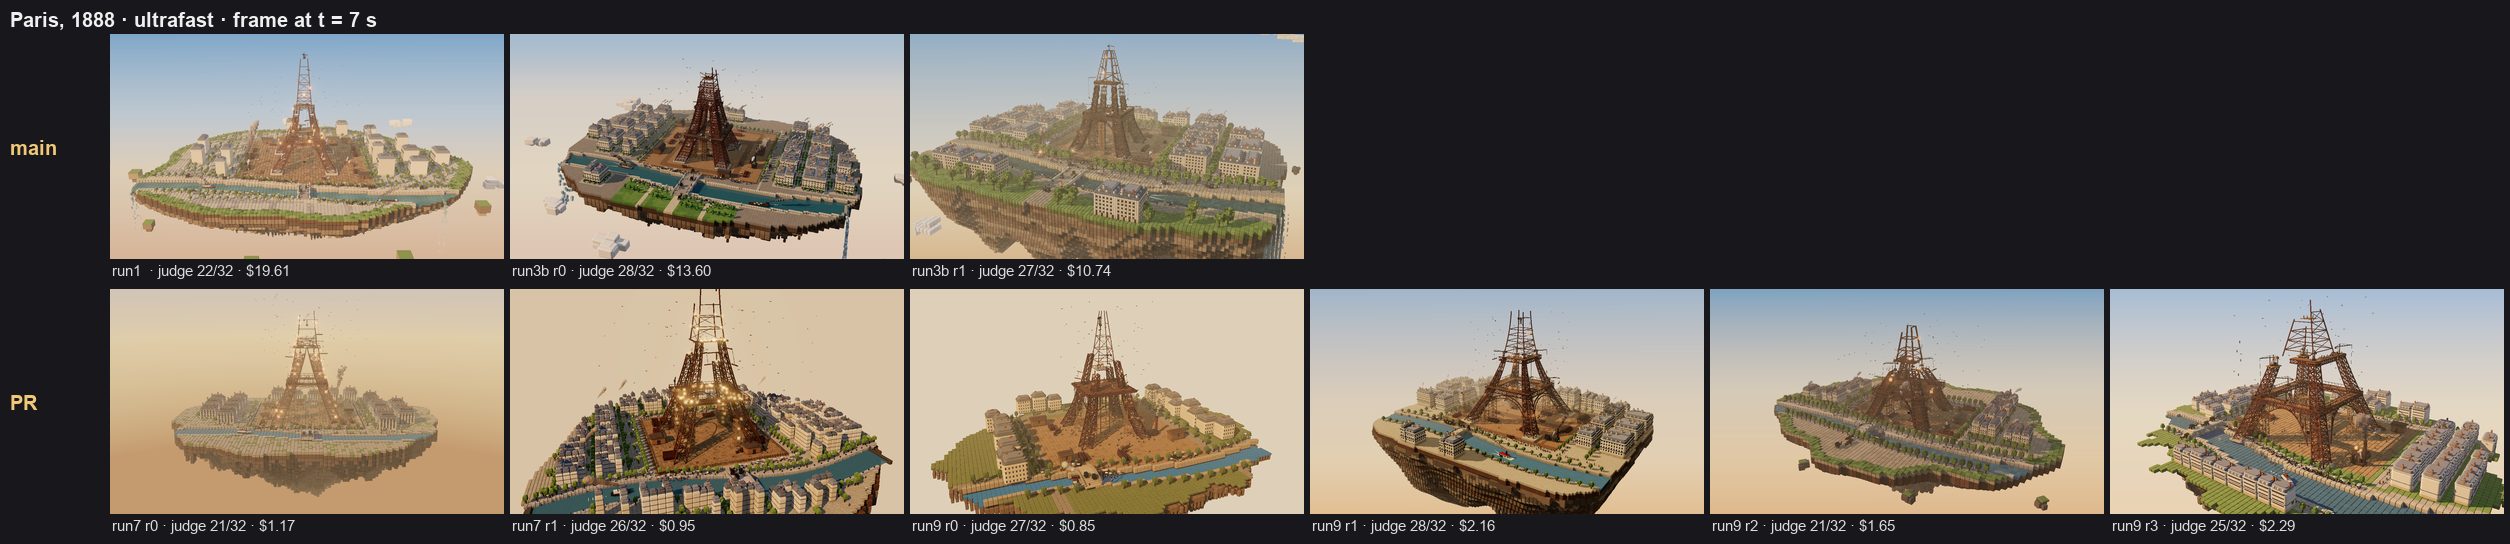 Paris, 1888 · ultrafast · frame at t = 7 s
main
run1 · judge 22/32 · $19.61
run3b r0 · judge 28/32 · $13.60
run3b r1 · judge 27/32 · $10.74
PR
run7 r0 · judge 21/32 · $1.17
run7 r1 · judge 26/32 · $0.95
run9 r0 · judge 27/32 · $0.85
run9 r1 · judge 28/32 · $2.16
run9 r2 · judge 21/32 · $1.65
run9 r3 · judge 25/32 · $2.29